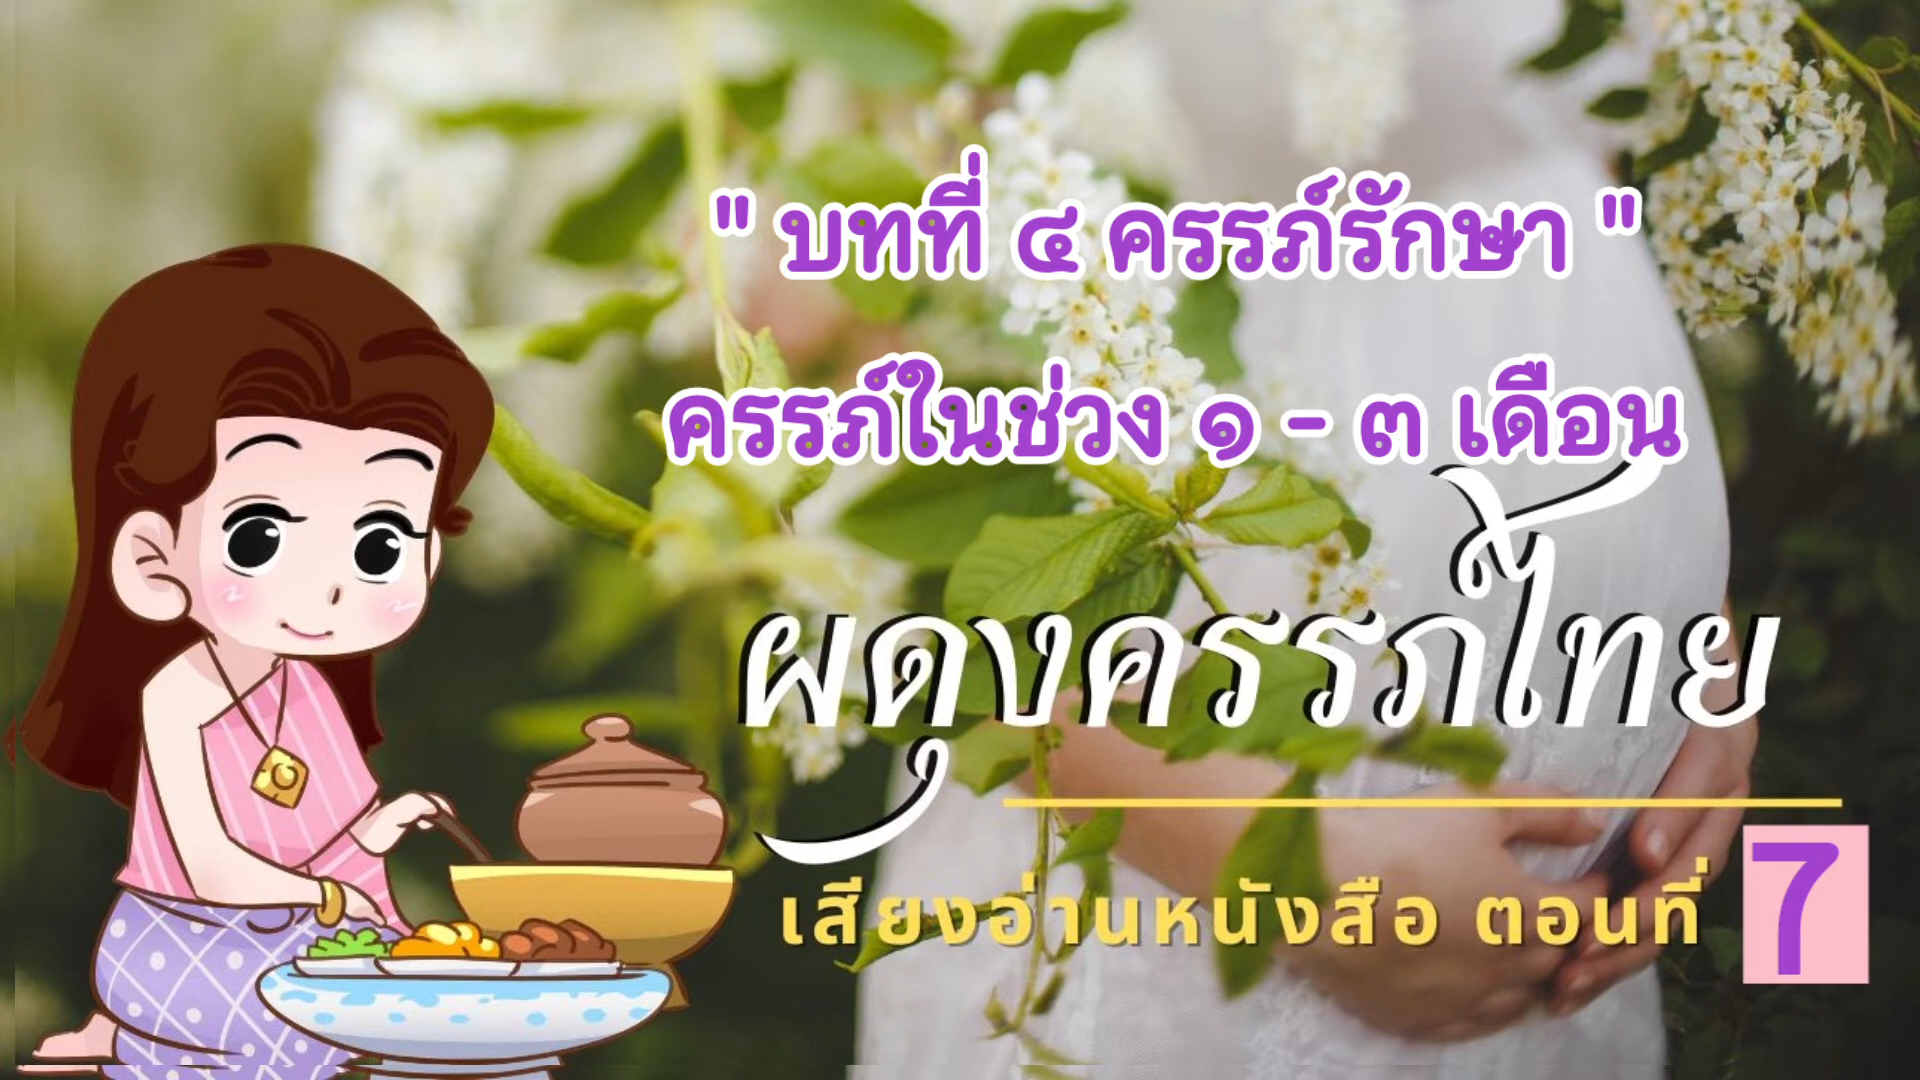 " บทที่ ๔ ครรภ์รักษา "
ครรภ์ในช่วง ๑ - ๓ เดือน
ผดุงครรภ์ไทย
เสียงอ่านหนังสือ ตอนที่ 7